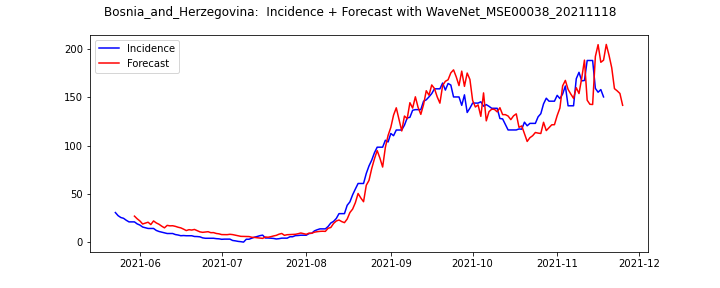 Bosnia_and_Herzegovina:  Incidence + Forecast with WaveNet_MSE00038_20211118
Incidence
Forecast
200
150
100
50
0
2021-06 2021-07 2021-08 2021-09 2021-10 2021-11 2021-12